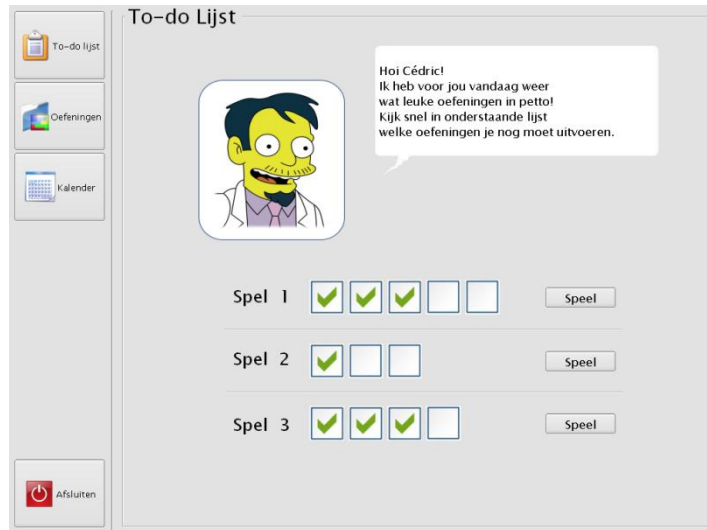 To-do Lijst
To-do lijst
Oefeningen
Kalender
Afsluiten
Hoi Cédric!
Ik heb voor jou vandaag weer
wat leuke oefeningen in petto!
Kijk snel in onderstaande lijst
welke oefeningen je nog moet uitvoeren.
Spel 1 Speel
Spel 2 Speel
Spel 3 Speel